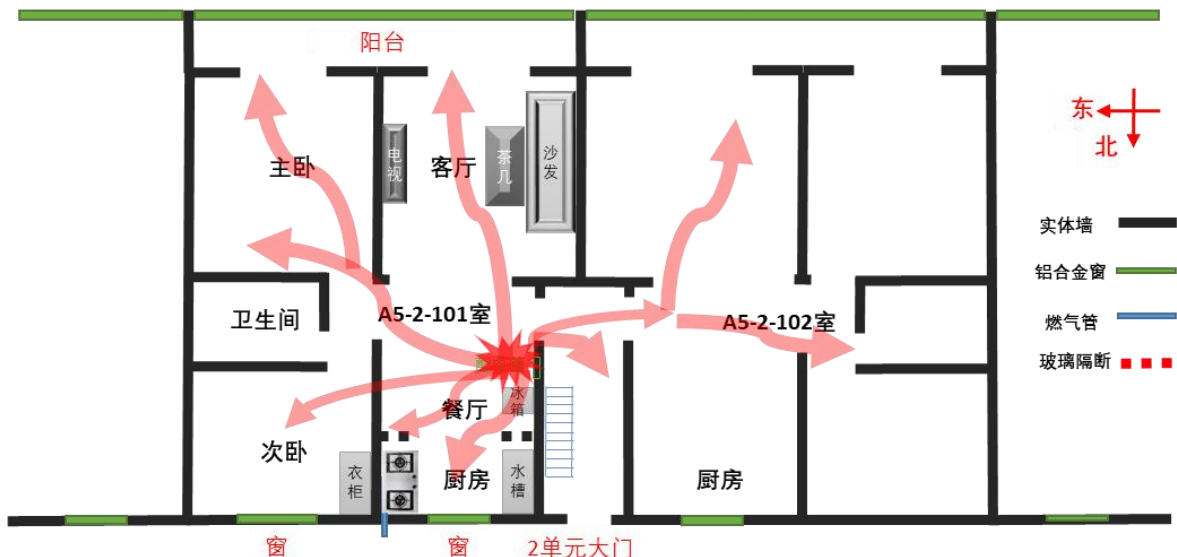 阳台
东
北
主卧
电视
客厅
茶几
沙发
实体墙
铝合金窗
卫生间
A5-2-101室
A5-2-102室
燃气管
玻璃隔断
冰箱
餐厅
次卧
衣柜
厨房
水槽
厨房
窗
窗
2单元大门